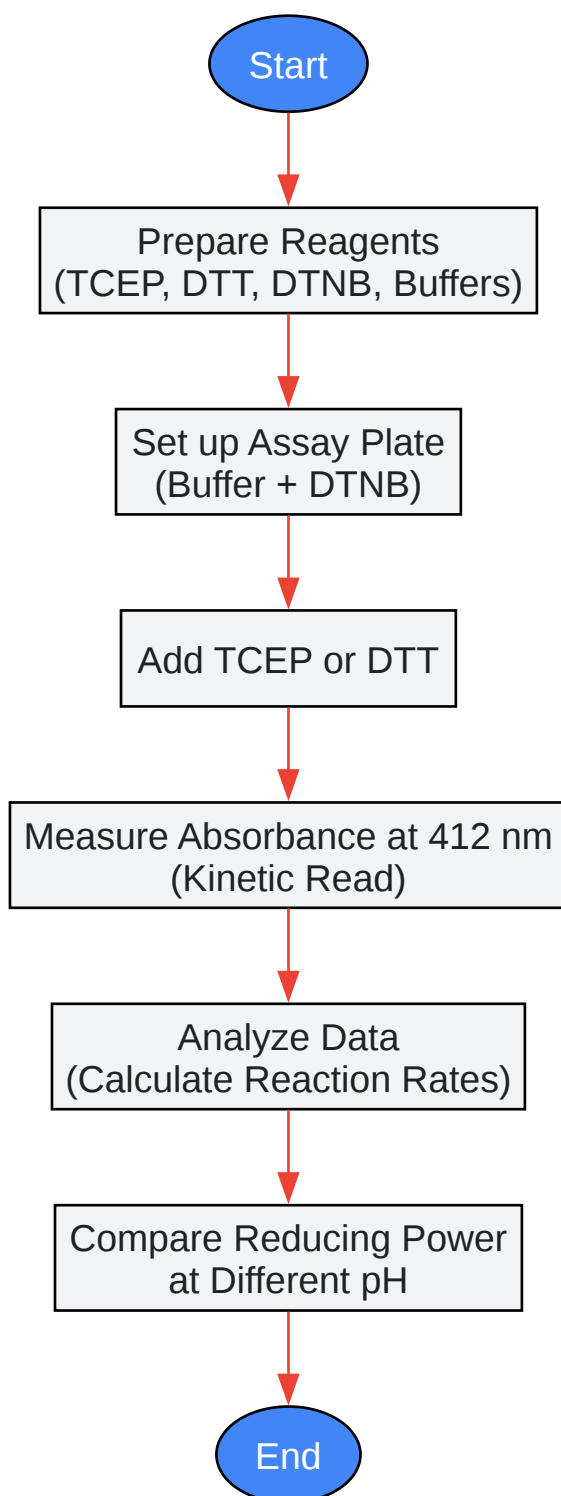 Start
Prepare Reagents
(TCEP, DTT, DTNB, Buffers)
Set up Assay Plate
(Buffer + DTNB)
Add TCEP or DTT
Measure Absorbance at 412 nm
(Kinetic Read)
Analyze Data
(Calculate Reaction Rates)
Compare Reducing Power
at Different pH
End